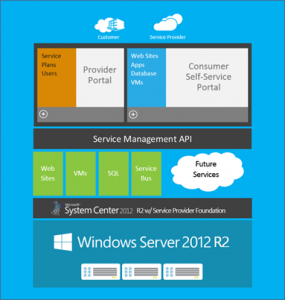 Customer
Service Provider
Service
Plans
Users
Provider
Portal
Web Sites
Apps
Database
VMs
Consumer
Self-Service
Portal
Service Management API
Web
Sites
VMs
SQL
Service
Bus
Future
Services
Microsoft
System Center 2012 R2 w/ Service Provider Foundation
Windows Server 2012 R2